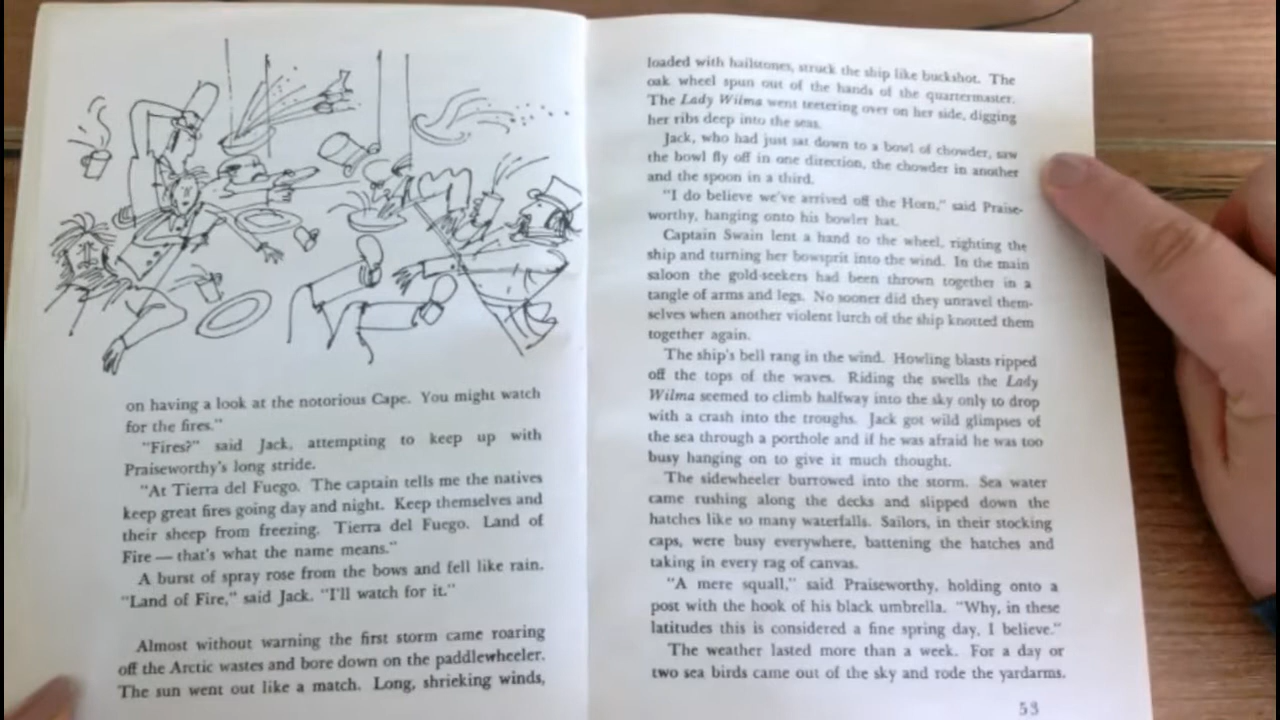 on having a look at the notorious Cape. You might watch
for the fires."
"Fires?" said Jack, attempting to keep up with
Praiseworthy's long stride.
"At Tierra del Fuego. The captain tells me the natives
keep great fires going day and night. Keep themselves and
their sheep from freezing. Tierra del Fuego. Land of
Fire — that's what the name means."
A burst of spray rose from the bows and fell like rain.
"Land of Fire," said Jack. "I'll watch for it."
Almost without warning the first storm came roaring
off the Arctic wastes and bore down on the paddlewheeler.
The sun went out like a match. Long, shrieking winds,
loaded with hailstones, struck the ship like buckshot. The
oak wheel spun out of the hands of the quartermaster.
The Lady Wilma went teetering over on her side, digging
her ribs deep into the seas.
Jack, who had just sat down to a bowl of chowder, saw
the bowl fly off in one direction, the chowder in another
and the spoon in a third.
"I do believe we've arrived off the Horn," said Praise-
worthy, hanging onto his bowler hat.
Captain Swain lent a hand to the wheel, righting the
ship and turning her bowsprit into the wind. In the main
saloon the gold-seekers had been thrown together in a
tangle of arms and legs. No sooner did they unravel them-
selves when another violent lurch of the ship knotted them
together again.
The ship's bell rang in the wind. Howling blasts ripped
off the tops of the waves. Riding the swells the Lady
Wilma seemed to climb halfway into the sky only to drop
with a crash into the troughs. Jack got wild glimpses of
the sea through a porthole and if he was afraid he was too
busy hanging on to give it much thought.
The sidewheeler burrowed into the storm. Sea water
came rushing along the decks and slipped down the
hatches like so many waterfalls. Sailors, in their stocking
caps, were busy everywhere, battening the hatches and
taking in every rag of canvas.
"A mere squall," said Praiseworthy, holding onto a
post with the hook of his black umbrella. "Why, in these
latitudes this is considered a fine spring day, I believe."
The weather lasted more than a week. For a day or
two sea birds came out of the sky and rode the yardarms.
53